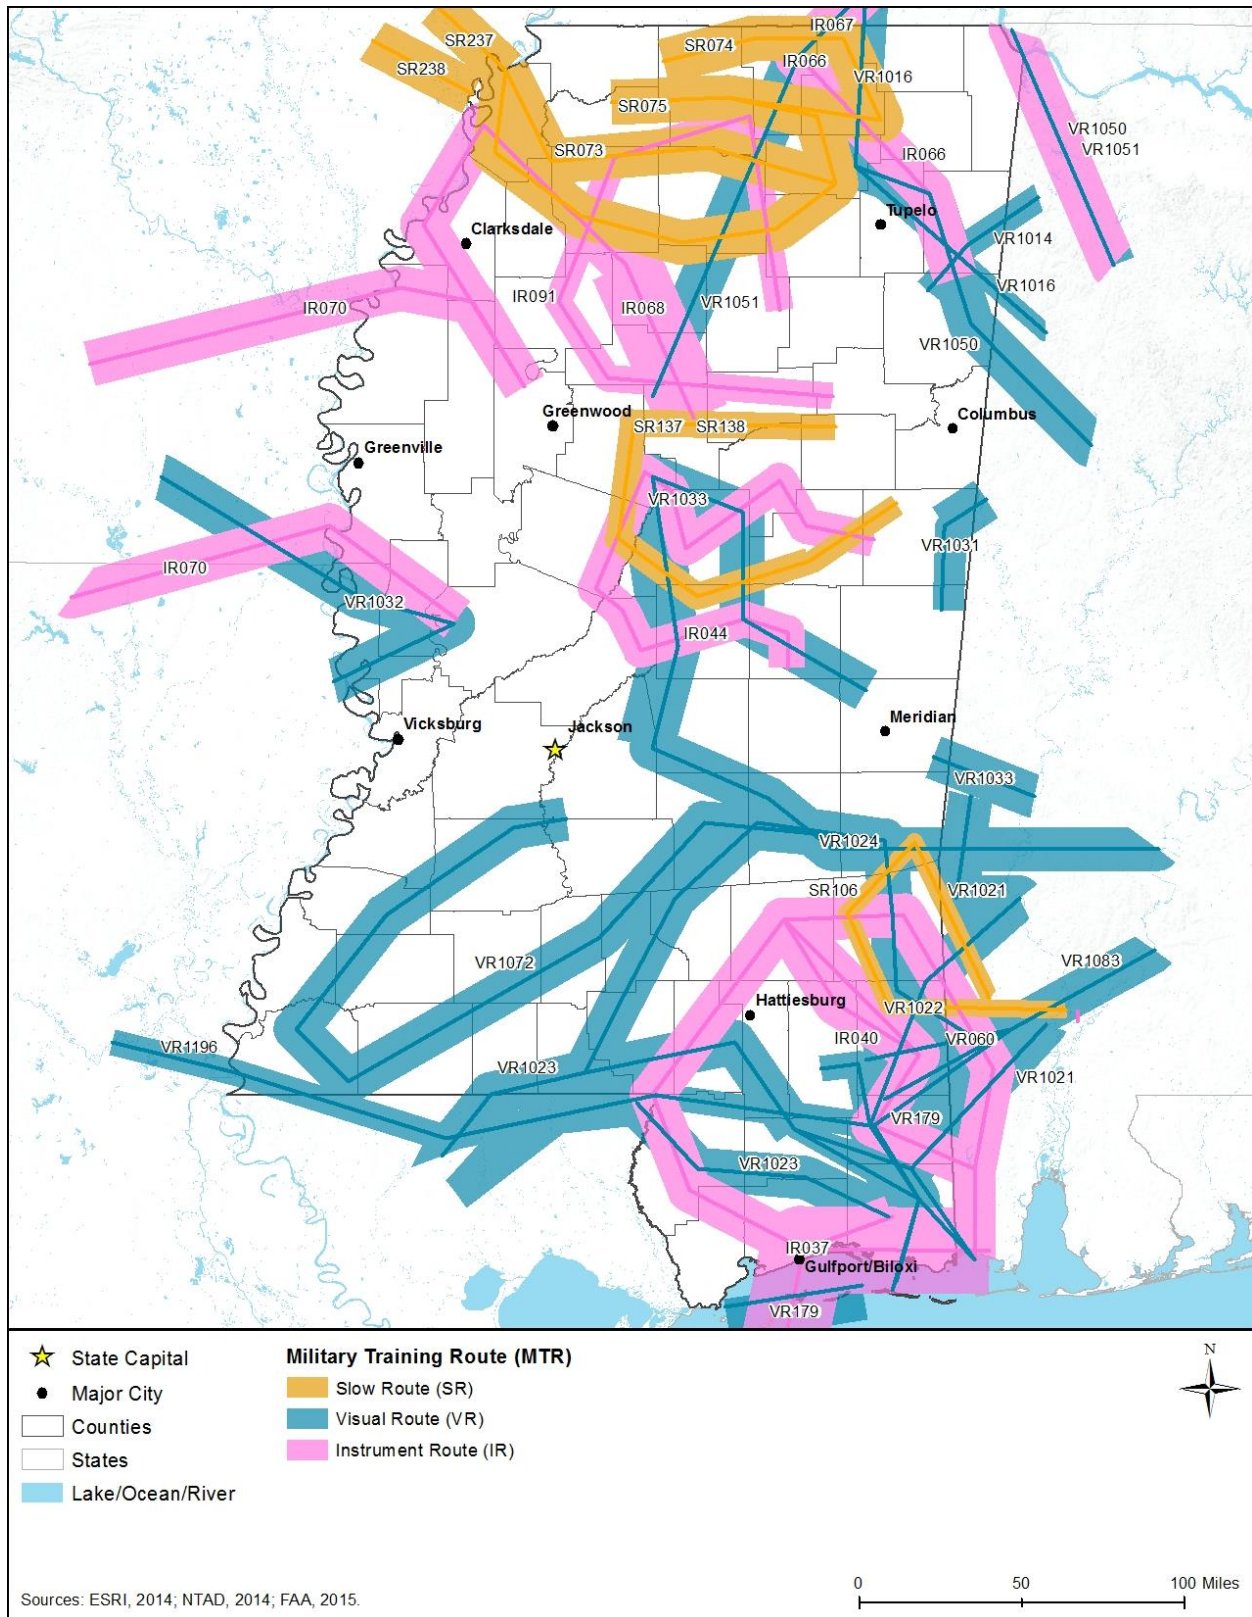 IR067
SR237
SR074
IR066
SR238
VR1016
SR075
VR1050
VR1051
SR073
IR066
Tupelo
Clarksdale
VR1014
VR1016
IR091
IR068
VR1051
IR070
VR1050
Greenwood
Columbus
SR137 SR138
Greenville
VR1033
VR1031
IR070
VR1032
IR044
Vicksburg
Jackson
Meridian
VR1033
VR1024
SR106
VR1021
VR1072
VR1083
Hattiesburg
VR1022
IR040
VR060
VR1196
VR1023
VR1021
VR179
VR1023
IR037
Gulfport/Biloxi
VR179
State Capital
Major City
Counties
States
Lake/Ocean/River
Military Training Route (MTR)
Slow Route (SR)
Visual Route (VR)
Instrument Route (IR)
N
0 50 100 Miles
Sources: ESRI, 2014; NTAD, 2014; FAA, 2015.